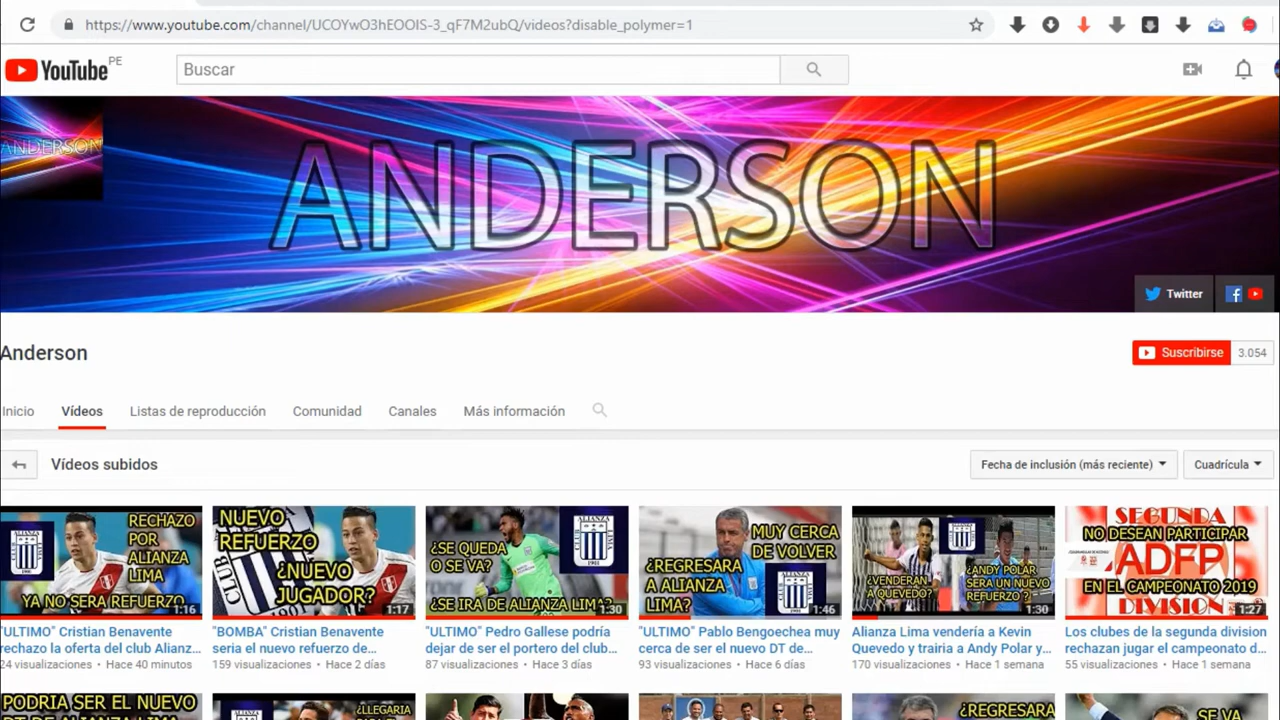 https://www.youtube.com/channel/UCOYwO3hEOOIS-3_qF7M2ubQ/videos?disable_polymer=1
YouTube PE
Buscar
ANDERSON
ANDERSON
Twitter
Anderson
Suscribirse 3.054
Inicio Vídeos Listas de reproducción Comunidad Canales Más información
Vídeos subidos
Fecha de inclusión (más reciente) Cuadrícula
RECHAZO
POR
ALIANZA
LIMA
YA NO SERA REFUERZO
1:16
NUEVO
REFUERZO
¿NUEVO
JUGADOR?
1:17
¿SE QUEDA
O SE VA?
¿SE IRA DE ALIANZA LIMA?
1:30
MUY CERCA
DE VOLVER
¿REGRESARA
A ALIANZA
LIMA?
1:46
¿VENDERAN
A QUEVEDO?
¿ANDY POLAR
SERA UN NUEVO
REFUERZO?
1:30
SEGUNDA
NO DESEAN PARTICIPAR
ADFP
EN EL CAMPEONATO 2019
DIVISION
1:27
"ULTIMO" Cristian Benavente
rechazo la oferta del club Alianz...
24 visualizaciones • Hace 40 minutos
"BOMBA" Cristian Benavente
seria el nuevo refuerzo de...
159 visualizaciones • Hace 2 días
"ULTIMO" Pedro Gallese podría
dejar de ser el portero del club...
87 visualizaciones • Hace 3 días
"ULTIMO" Pablo Bengoechea muy
cerca de ser el nuevo DT de...
93 visualizaciones • Hace 6 días
Alianza Lima vendería a Kevin
Quevedo y trairia a Andy Polar y...
170 visualizaciones • Hace 1 semana
Los clubes de la segunda division
rechazan jugar el campeonato d...
55 visualizaciones • Hace 1 semana
PODRIA SER EL NUEVO
DT DE ALIANZA LIMA
¿LLEGARIA
¿REGRESARA
SE VA